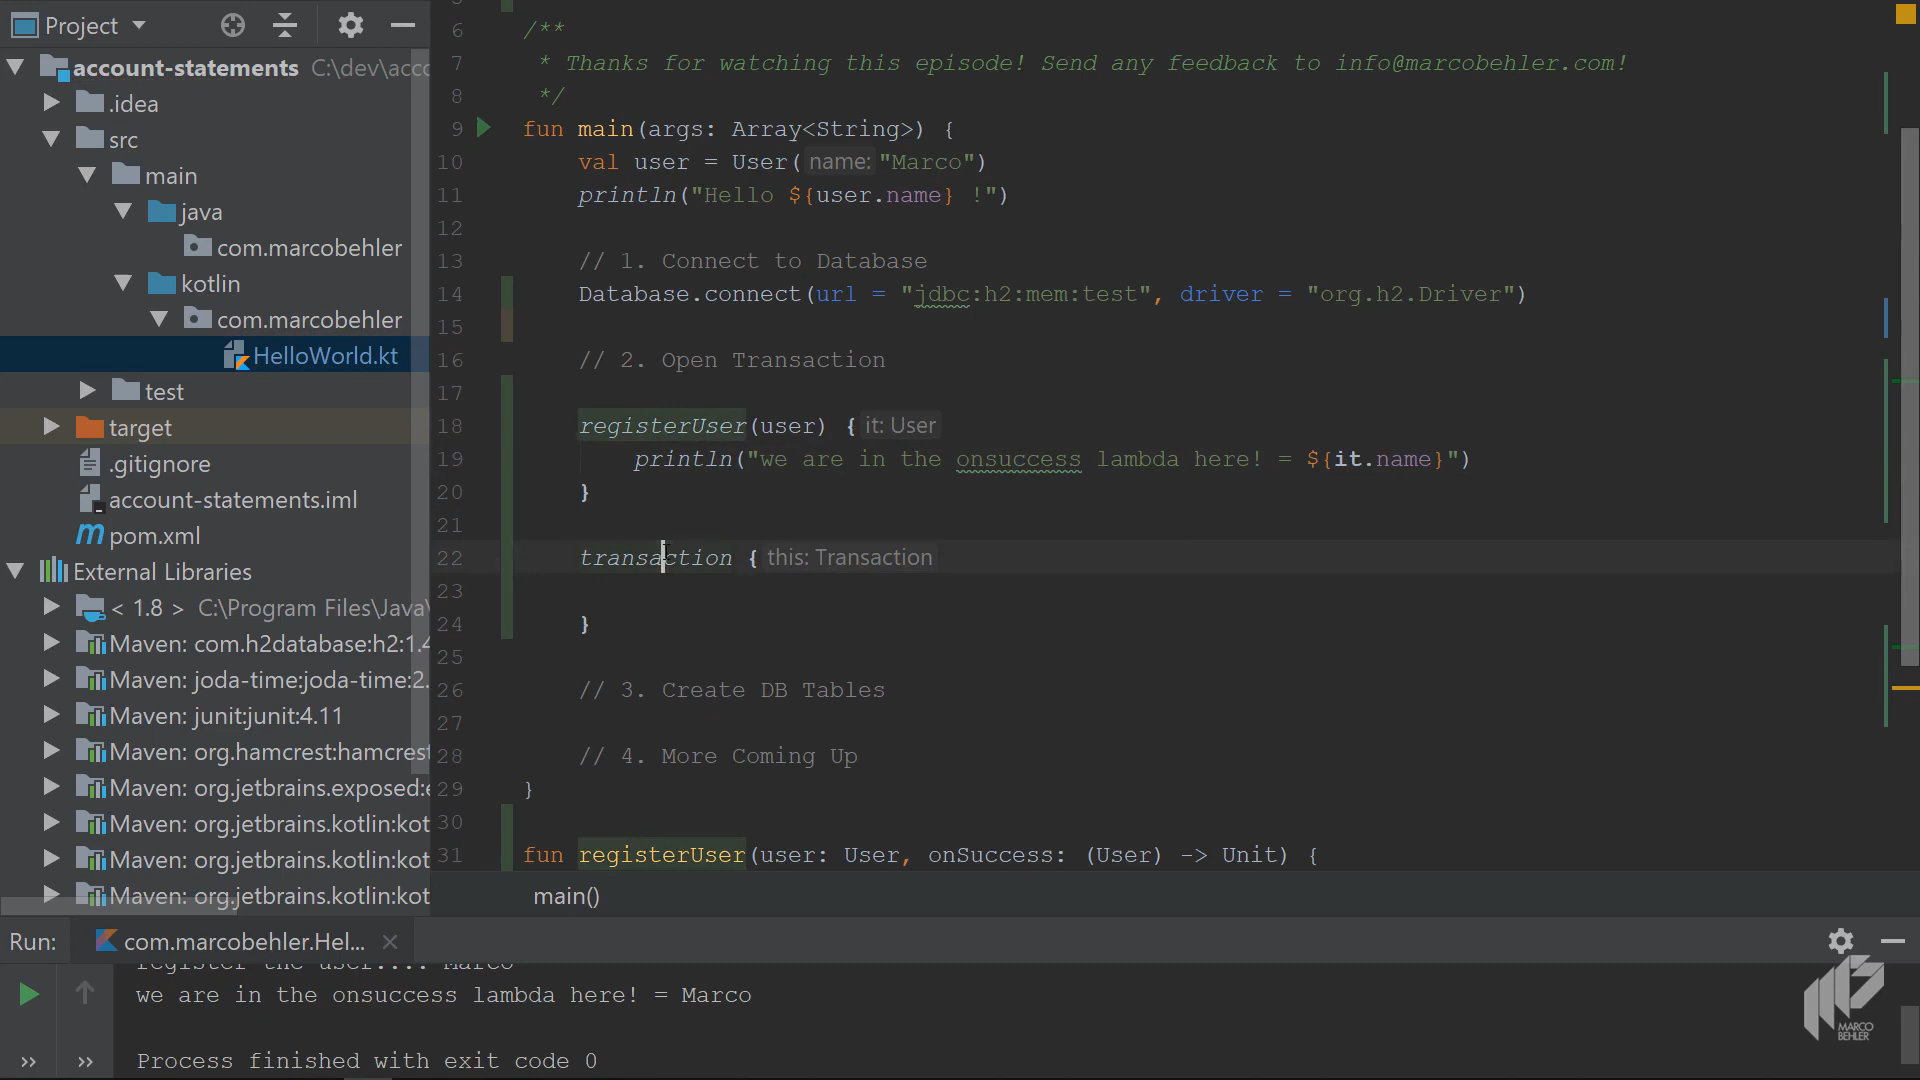 Project
account-statements C:\dev\acco
.idea
src
main
java
com.marcobehler
kotlin
com.marcobehler
HelloWorld.kt
test
target
.gitignore
account-statements.iml
pom.xml
External Libraries
< 1.8 > C:\Program Files\Java\
Maven: com.h2database:h2:1.4
Maven: joda-time:joda-time:2.
Maven: junit:junit:4.11
Maven: org.hamcrest:hamcrest
Maven: org.jetbrains.exposed:e
Maven: org.jetbrains.kotlin:kot
Maven: org.jetbrains.kotlin:kot
Maven: org.jetbrains.kotlin:kot
6 /**
7 * Thanks for watching this episode! Send any feedback to info@marcobehler.com!
8 */
9 fun main(args: Array<String>) {
10 val user = User( name: "Marco")
11 println("Hello ${user.name} !")
12
13 // 1. Connect to Database
14 Database.connect(url = "jdbc:h2:mem:test", driver = "org.h2.Driver")
15
16 // 2. Open Transaction
17
18 registerUser(user) { it: User
19 println("we are in the onsuccess lambda here! = ${it.name}")
20 }
21
22 transaction { this: Transaction
23
24 }
25
26 // 3. Create DB Tables
27
28 // 4. More Coming Up
29 }
30
31 fun registerUser(user: User, onSuccess: (User) -> Unit) {
main()
Run: com.marcobehler.Hel...
register the user.... Marco
we are in the onsuccess lambda here! = Marco
Process finished with exit code 0
MARCO
BEHLER